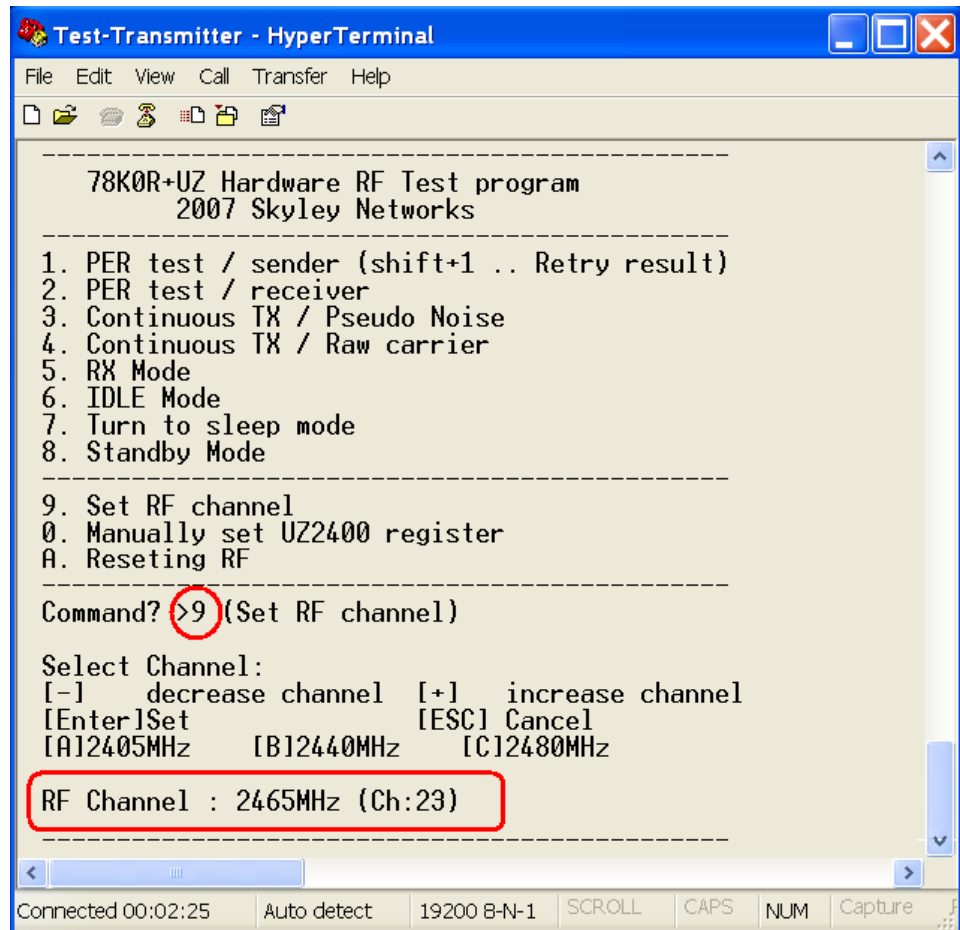 Test-Transmitter - HyperTerminal
File Edit View Call Transfer Help
78K0R+UZ Hardware RF Test program
2007 Skyley Networks
1. PER test / sender (shift+1 .. Retry result)
2. PER test / receiver
3. Continuous TX / Pseudo Noise
4. Continuous TX / Raw carrier
5. RX Mode
6. IDLE Mode
7. Turn to sleep mode
8. Standby Mode
9. Set RF channel
0. Manually set UZ2400 register
A. Reseting RF
Command? >9 (Set RF channel)
Select Channel:
[-] decrease channel [+] increase channel
[Enter]Set [ESC] Cancel
[A]2405MHz [B]2440MHz [C]2480MHz
RF Channel : 2465MHz (Ch:23)
Connected 00:02:25 Auto detect 19200 8-N-1 SCROLL CAPS NUM Capture